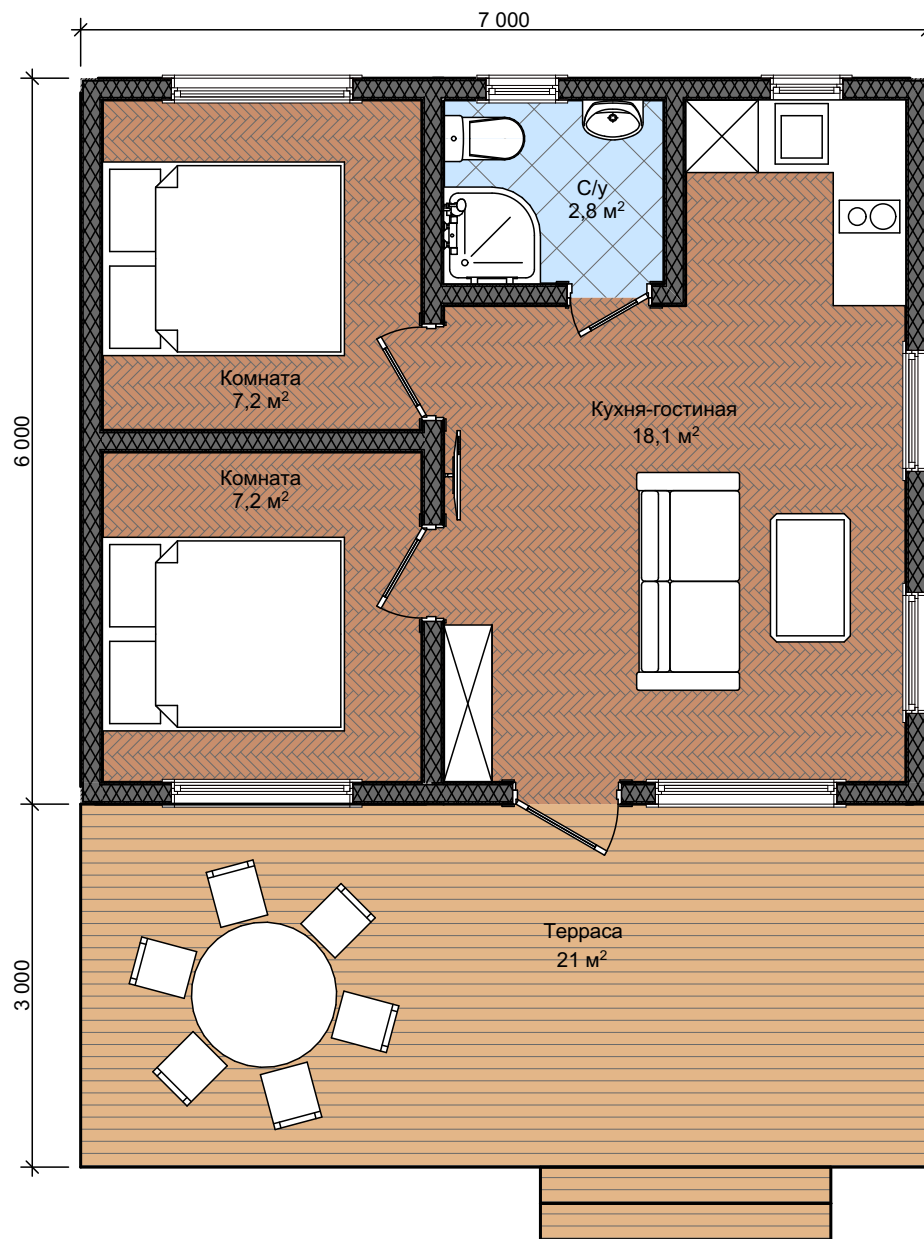 7 000
С/у
2,8 м²
Комната
7,2 м²
Кухня-гостиная
18,1 м²
6 000
Комната
7,2 м²
Терраса
21 м²
3 000